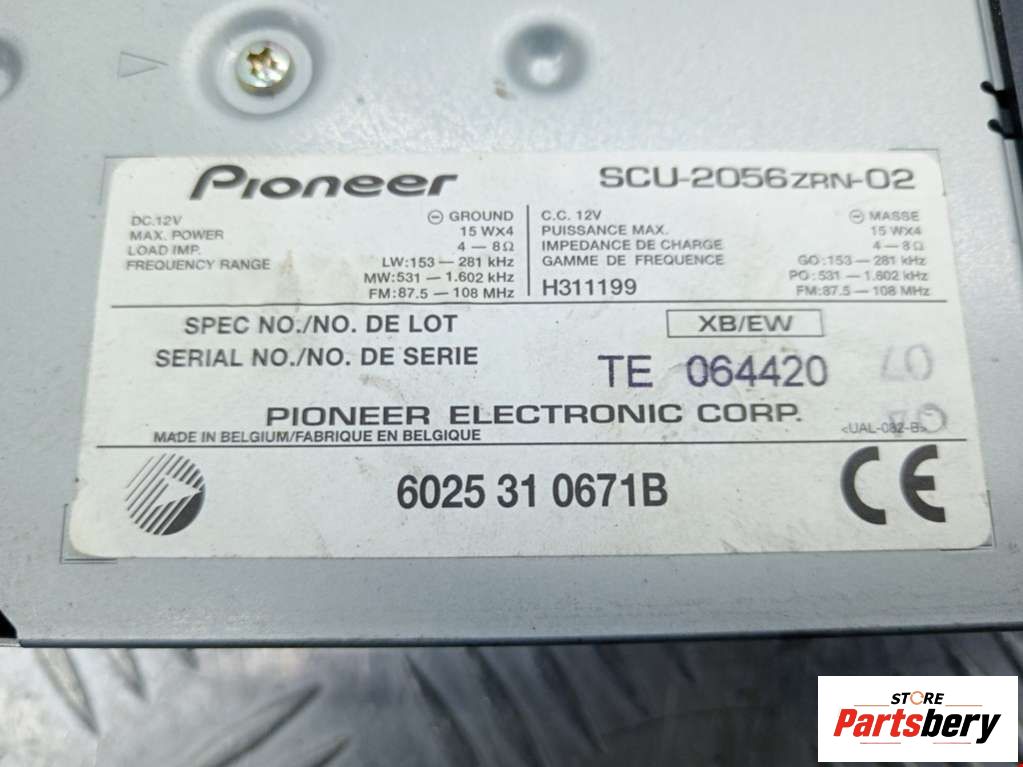 Pioneer
SCU-2056ZRN-02
DC.12V ⊖ GROUND
MAX. POWER 15 WX4
LOAD IMP. 4 — 8Ω
FREQUENCY RANGE LW:153 — 281 kHz
MW:531 — 1.602 kHz
FM:87.5 — 108 MHz
C.C. 12V ⊖ MASSE
PUISSANCE MAX. 15 WX4
IMPEDANCE DE CHARGE 4 — 8Ω
GAMME DE FREQUENCE GO:153 — 281 kHz
PO:531 — 1.602 kHz
H311199 FM:87.5 — 108 MHz
SPEC NO./NO. DE LOT XB/EW
SERIAL NO./NO. DE SERIE TE 064420
PIONEER ELECTRONIC CORP.
MADE IN BELGIUM/FABRIQUE EN BELGIQUE <UAL-082-B>
6025 31 0671B
CE
STORE
Partsbery